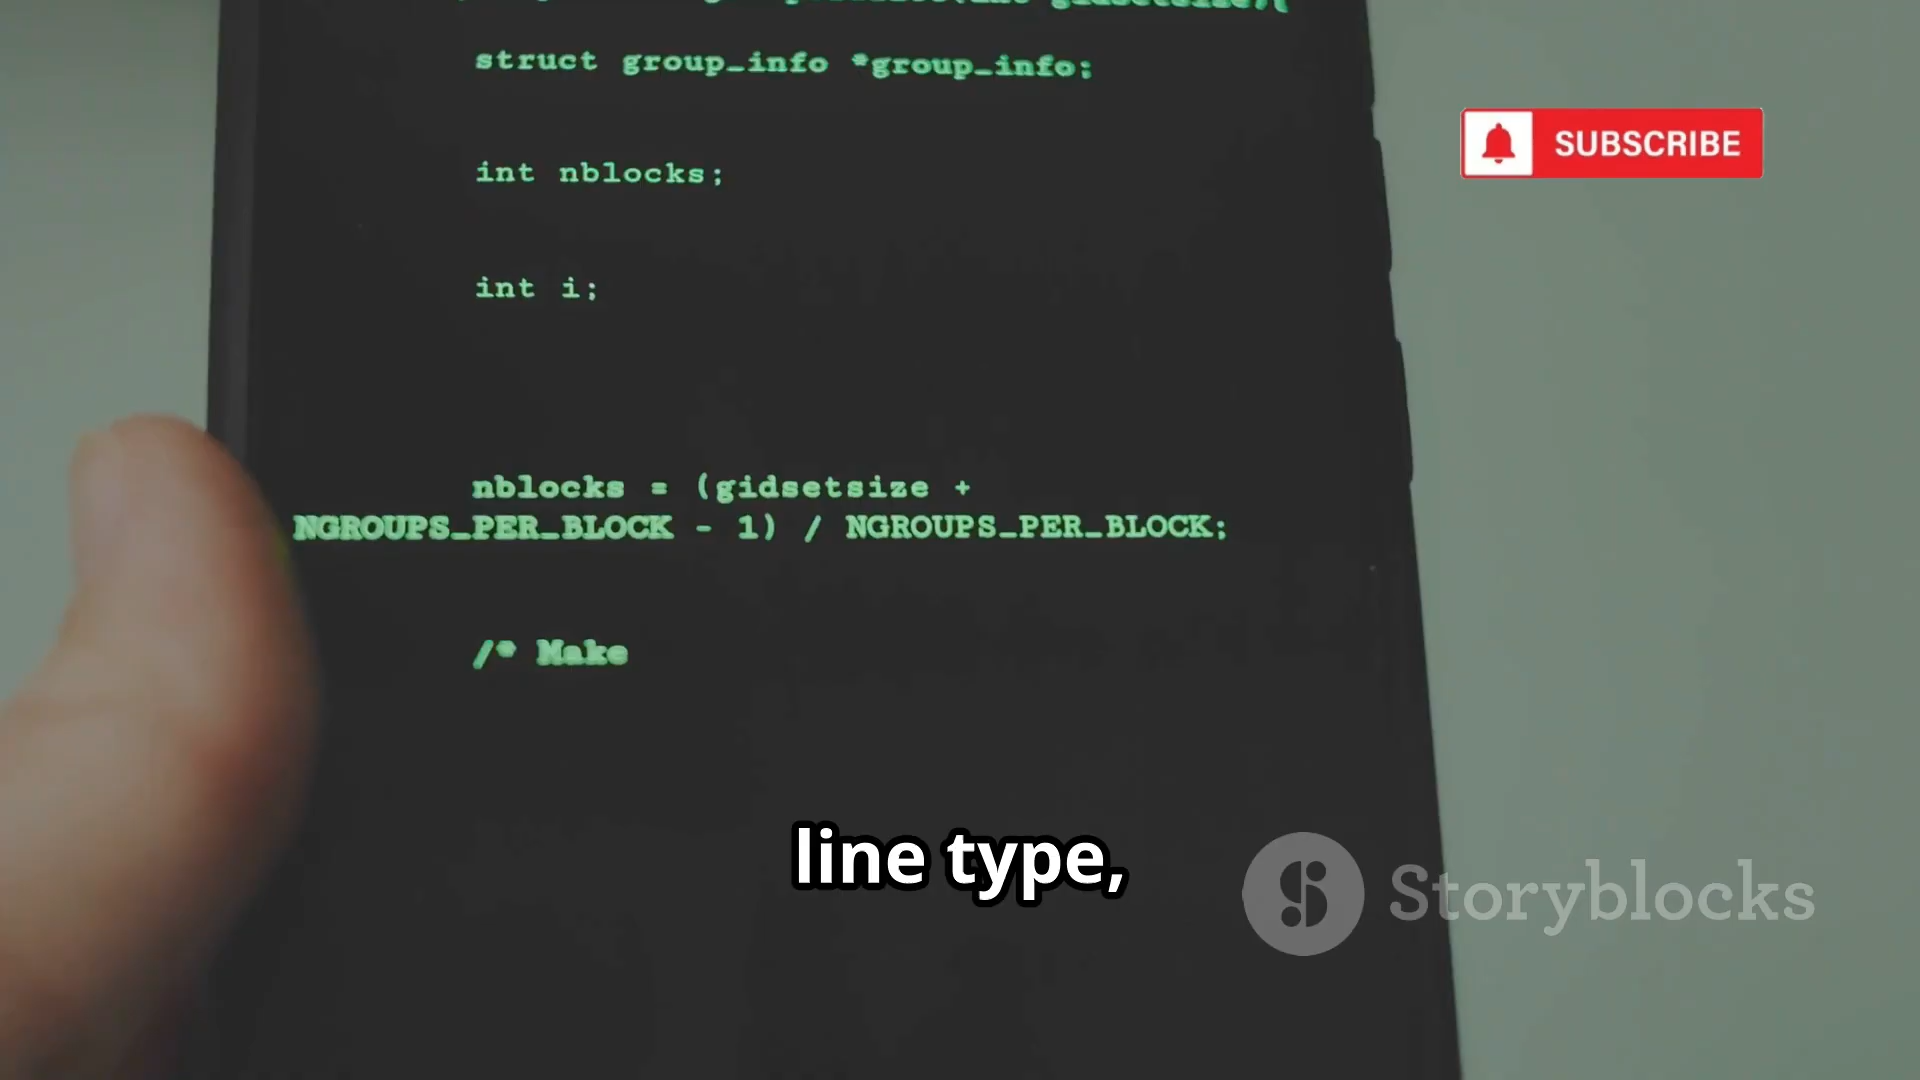 struct group_info *group_info;
int nblocks;
int i;
nblocks = (gidsetsize +
NGROUPS_PER_BLOCK - 1) / NGROUPS_PER_BLOCK;
/* Make
SUBSCRIBE
line type,
Storyblocks